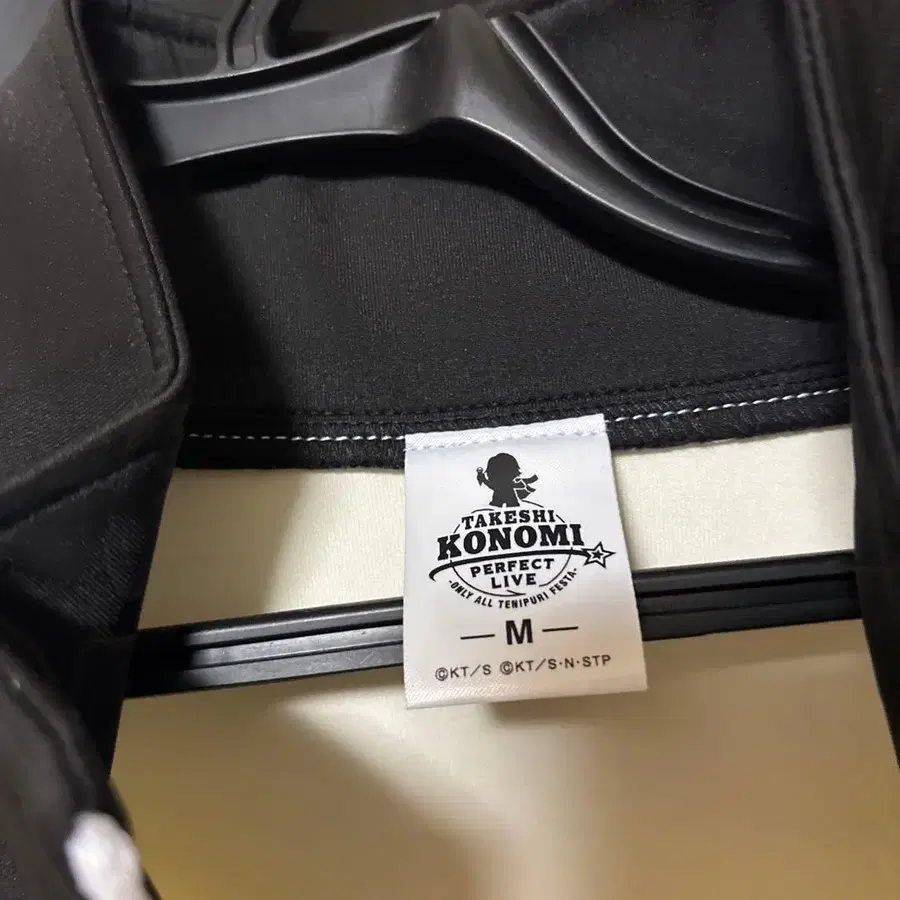 TAKESHI
KONOMI
PERFECT
LIVE
-ONLY ALL TENIPURI FESTA-
— M —
©KT/S ©KT/S·N·STP